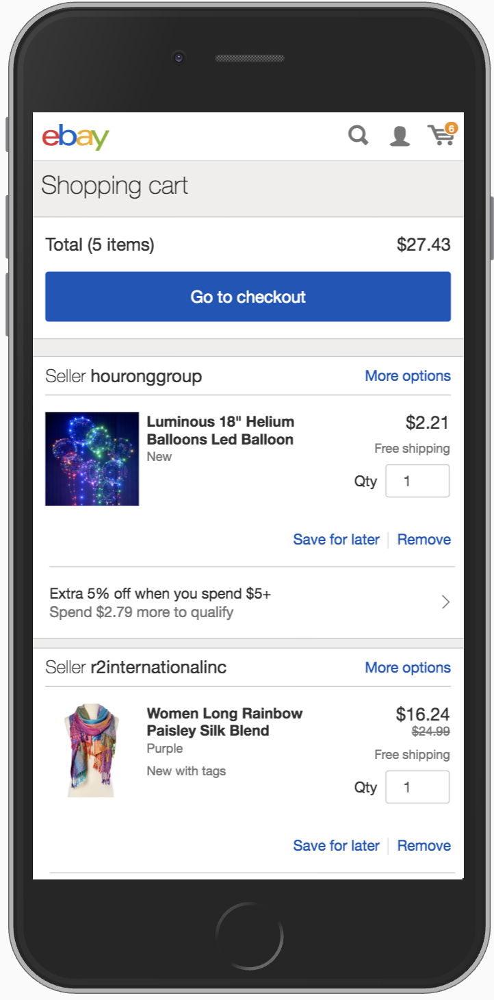 ebay
6
Shopping cart
Total (5 items) $27.43
Go to checkout
Seller houronggroup More options
Luminous 18" Helium $2.21
Balloons Led Balloon
New Free shipping
Qty 1
Save for later Remove
Extra 5% off when you spend $5+
Spend $2.79 more to qualify
Seller r2internationalinc More options
Women Long Rainbow $16.24
Paisley Silk Blend $24.99
Purple Free shipping
New with tags
Qty 1
Save for later Remove